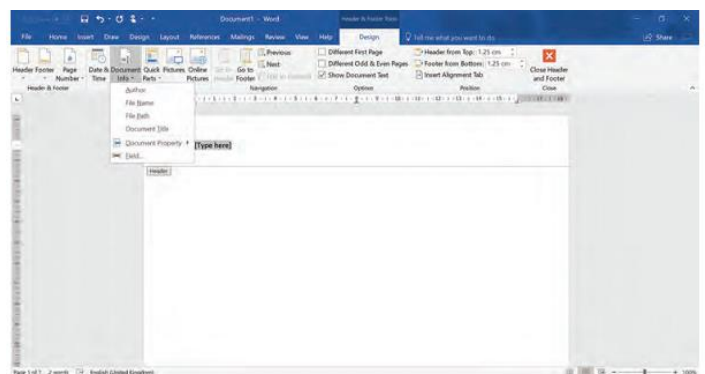 Document1 - Word
Header & Footer Tools
File Home Insert Draw Design Layout References Mailings Review View Help Design Tell me what you want to do Share
Header Footer Page Number Date & Time Document Info Quick Parts Pictures Online Pictures Go to Header Go to Footer
Previous
Next
Different First Page
Different Odd & Even Pages
Show Document Text
Header from Top: 1.25 cm
Footer from Bottom: 1.25 cm
Insert Alignment Tab
Close Header and Footer
Header & Footer Navigation Options Position Close
Author
File Name
File Path
Document Title
Document Property
Field...
[Type here]
Header
Page 1 of 1 2 words English (United Kingdom) 100%